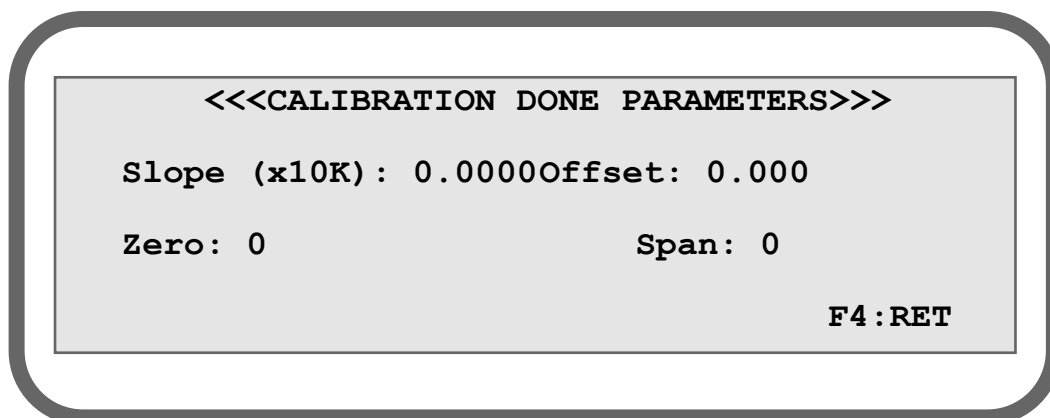 <<<CALIBRATION DONE PARAMETERS>>>
Slope (x10K): 0.0000Offset: 0.000
Zero: 0 Span: 0
F4:RET